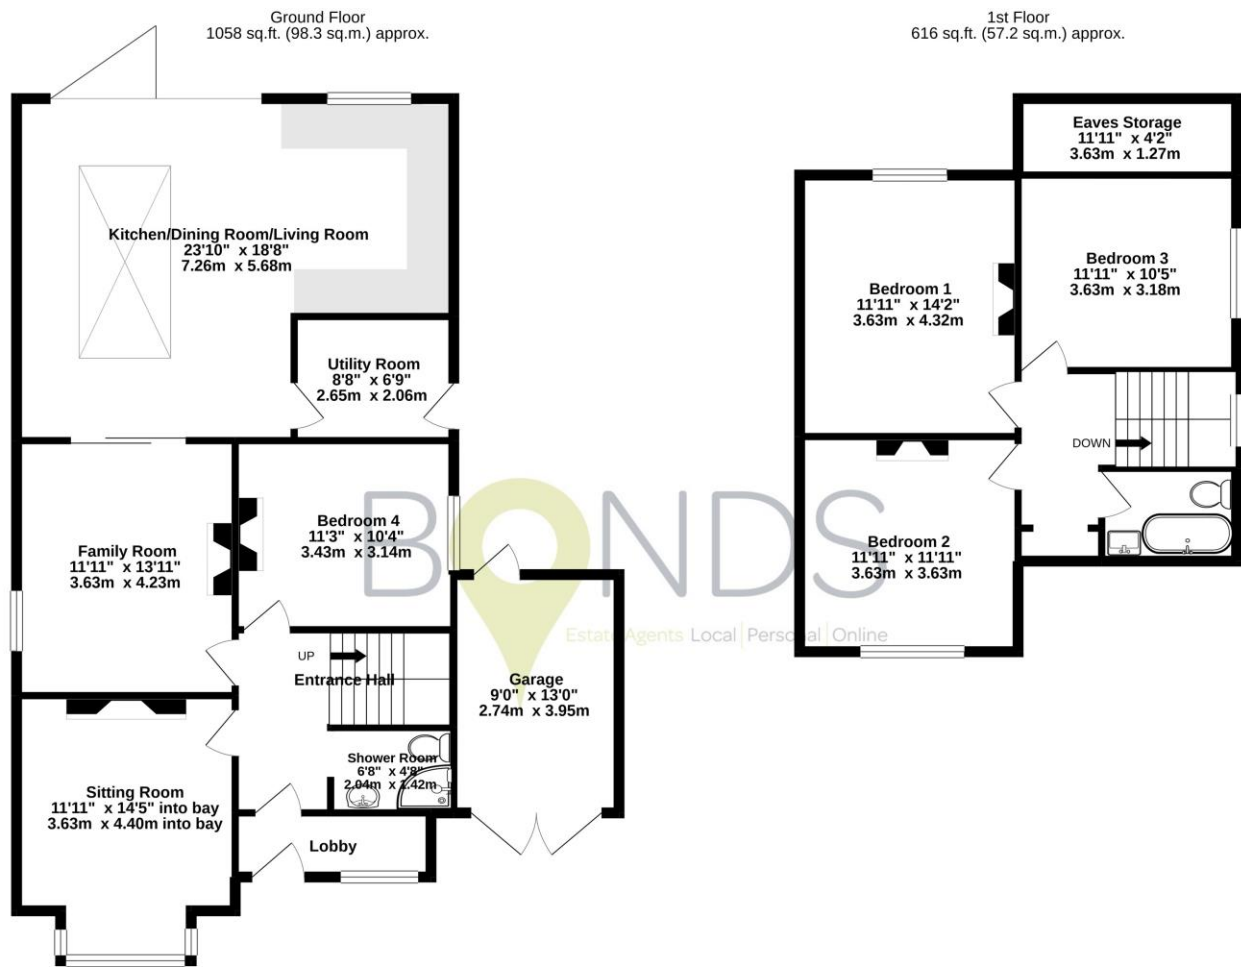 Ground Floor
1058 sq.ft. (98.3 sq.m.) approx.
1st Floor
616 sq.ft. (57.2 sq.m.) approx.
Kitchen/Dining Room/Living Room
23'10" x 18'8"
7.26m x 5.68m
Utility Room
8'8" x 6'9"
2.65m x 2.06m
Family Room
11'11" x 13'11"
3.63m x 4.23m
Bedroom 4
11'3" x 10'4"
3.43m x 3.14m
UP
Entrance Hall
Garage
9'0" x 13'0"
2.74m x 3.95m
Shower Room
6'8" x 4'8"
2.04m x 1.42m
Sitting Room
11'11" x 14'5" into bay
3.63m x 4.40m into bay
Lobby
Eaves Storage
11'11" x 4'2"
3.63m x 1.27m
Bedroom 1
11'11" x 14'2"
3.63m x 4.32m
Bedroom 3
11'11" x 10'5"
3.63m x 3.18m
DOWN
Bedroom 2
11'11" x 11'11"
3.63m x 3.63m
BONDS
Estate Agents Local | Personal | Online